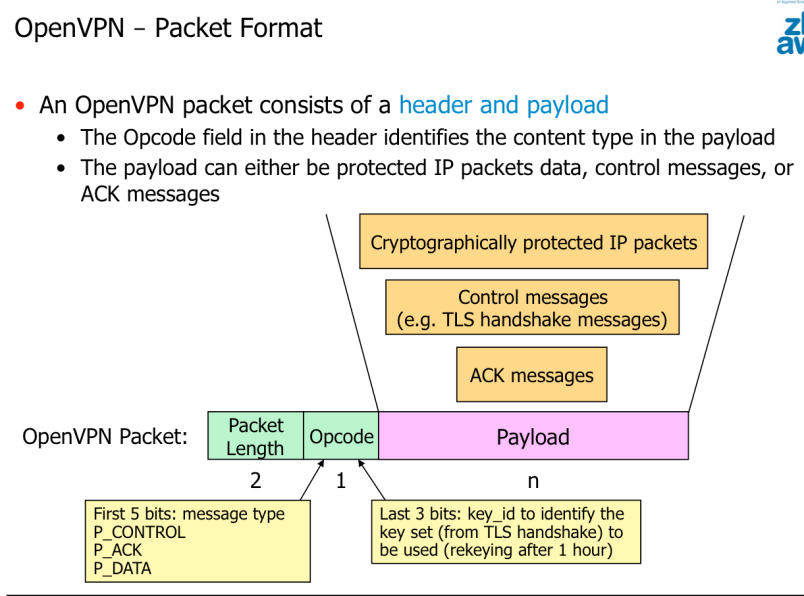 OpenVPN – Packet Format
• An OpenVPN packet consists of a header and payload
• The Opcode field in the header identifies the content type in the payload
• The payload can either be protected IP packets data, control messages, or
ACK messages
Cryptographically protected IP packets
Control messages
(e.g. TLS handshake messages)
ACK messages
OpenVPN Packet:
Packet
Length
Opcode
Payload
2
1
n
First 5 bits: message type
P_CONTROL
P_ACK
P_DATA
Last 3 bits: key_id to identify the
key set (from TLS handshake) to
be used (rekeying after 1 hour)